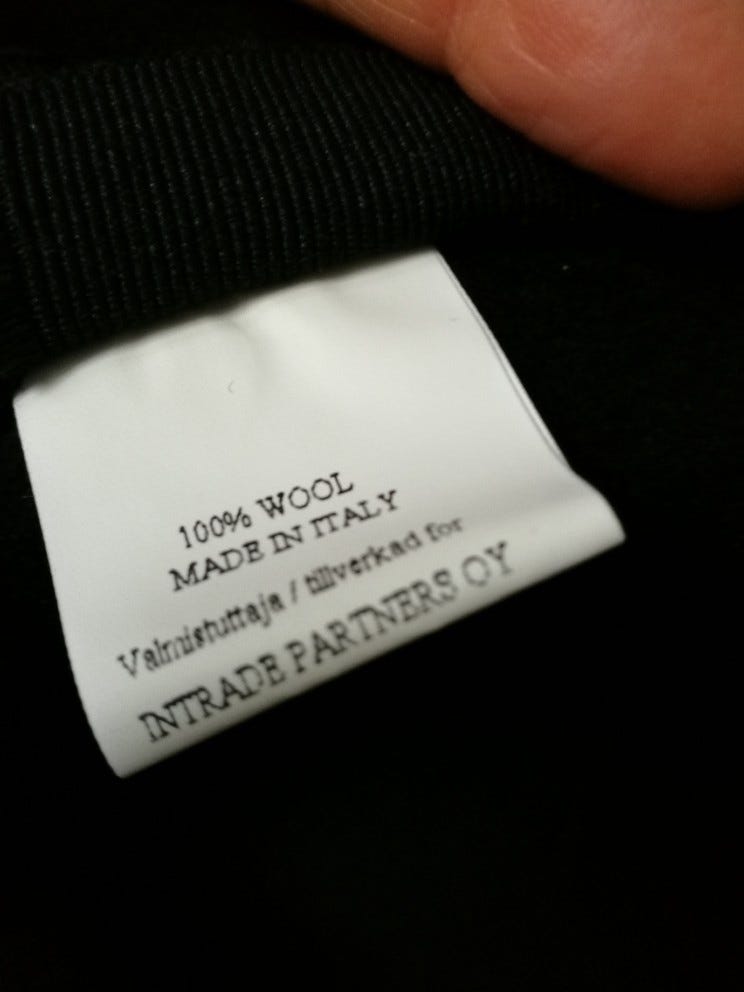 100% WOOL
MADE IN ITALY
Valmistuttaja / tillverkad for
INTRADE PARTNERS OY